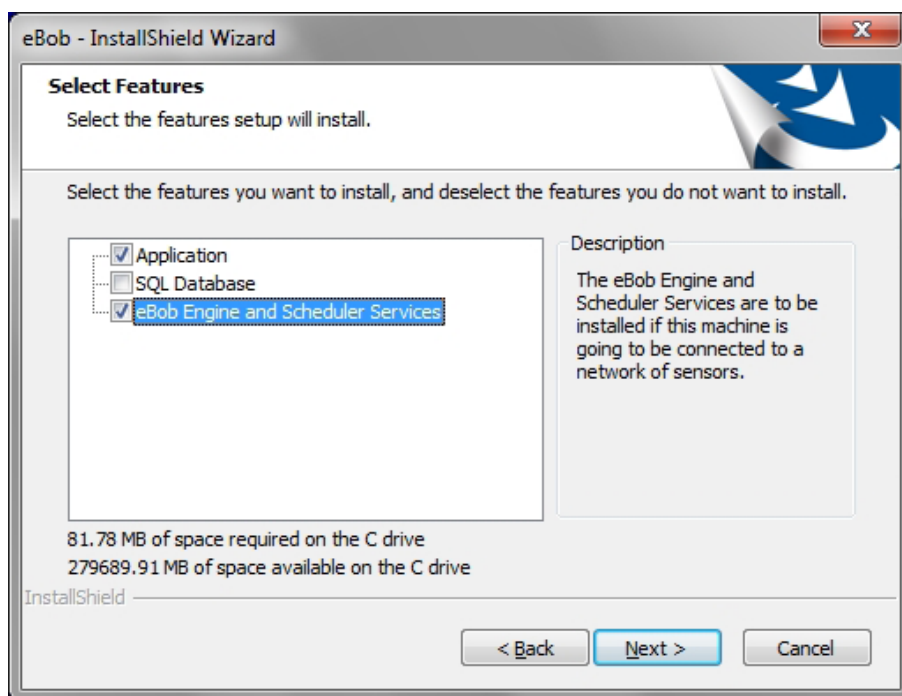 eBob - InstallShield Wizard
Select Features
Select the features setup will install.
Select the features you want to install, and deselect the features you do not want to install.
Application
SQL Database
eBob Engine and Scheduler Services
Description
The eBob Engine and
Scheduler Services are to be
installed if this machine is
going to be connected to a
network of sensors.
81.78 MB of space required on the C drive
279689.91 MB of space available on the C drive
InstallShield
< Back
Next >
Cancel